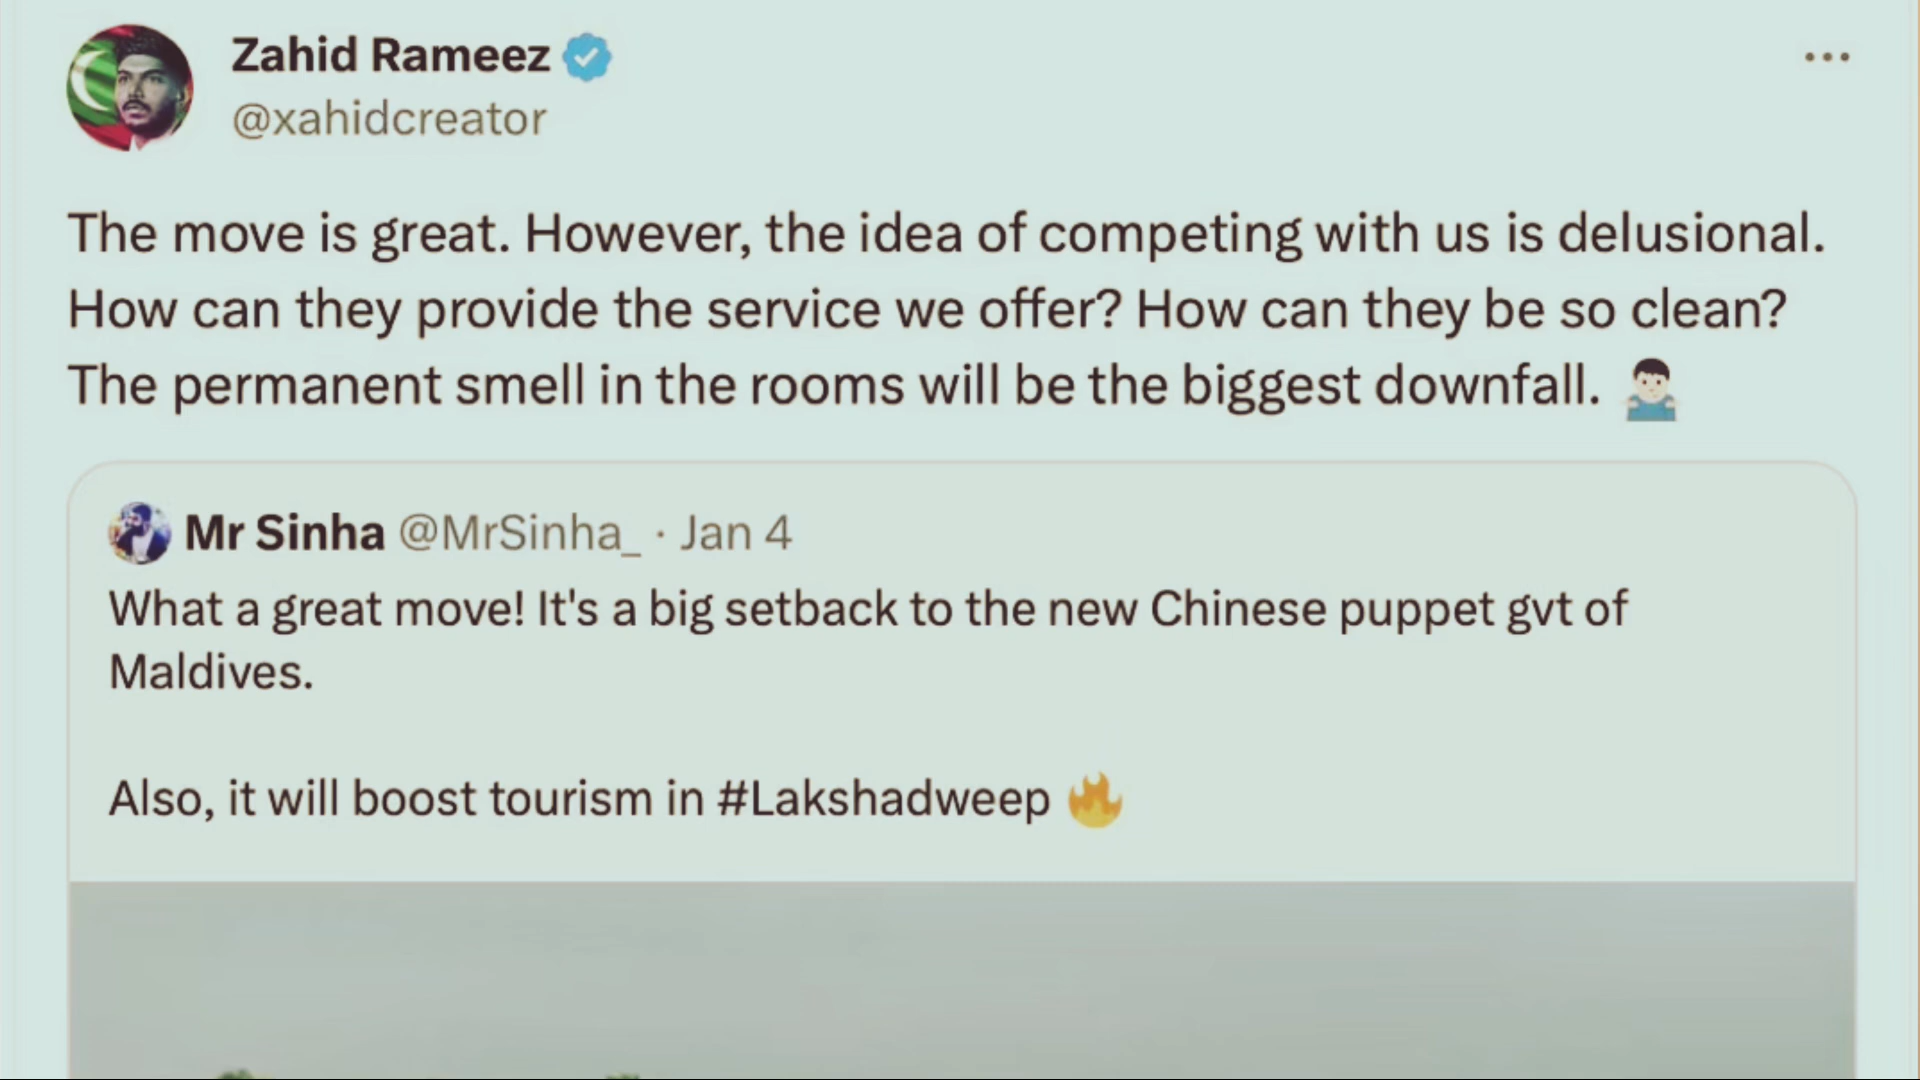 Zahid Rameez
@xahidcreator
The move is great. However, the idea of competing with us is delusional.
How can they provide the service we offer? How can they be so clean?
The permanent smell in the rooms will be the biggest downfall. 🤷🏻‍♂️
Mr Sinha @MrSinha_ · Jan 4
What a great move! It's a big setback to the new Chinese puppet gvt of
Maldives.
Also, it will boost tourism in #Lakshadweep 🔥